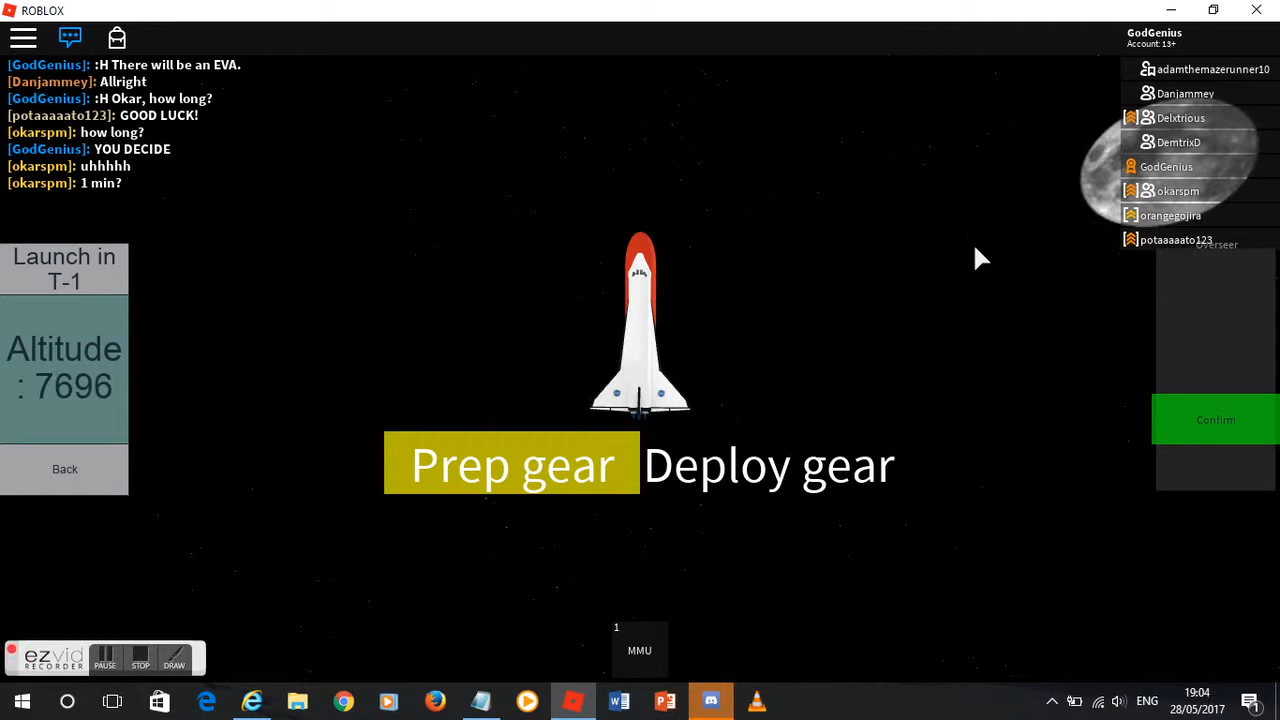 ROBLOX
GodGenius
Account: 13+
[GodGenius]: :H There will be an EVA.
[Danjammey]: Allright
[GodGenius]: :H Okar, how long?
[potaaaaato123]: GOOD LUCK!
[okarspm]: how long?
[GodGenius]: YOU DECIDE
[okarspm]: uhhhhh
[okarspm]: 1 min?
adamthemazerunner10
Danjammey
Delxtrious
DemtrixD
GodGenius
okarspm
orangegojira
potaaaaato123
Overseer
Launch in
T-1
Altitude
: 7696
Back
Confirm
Prep gear
Deploy gear
1
MMU
ezvid
RECORDER
PAUSE
STOP
DRAW
ENG
19:04
28/05/2017
1